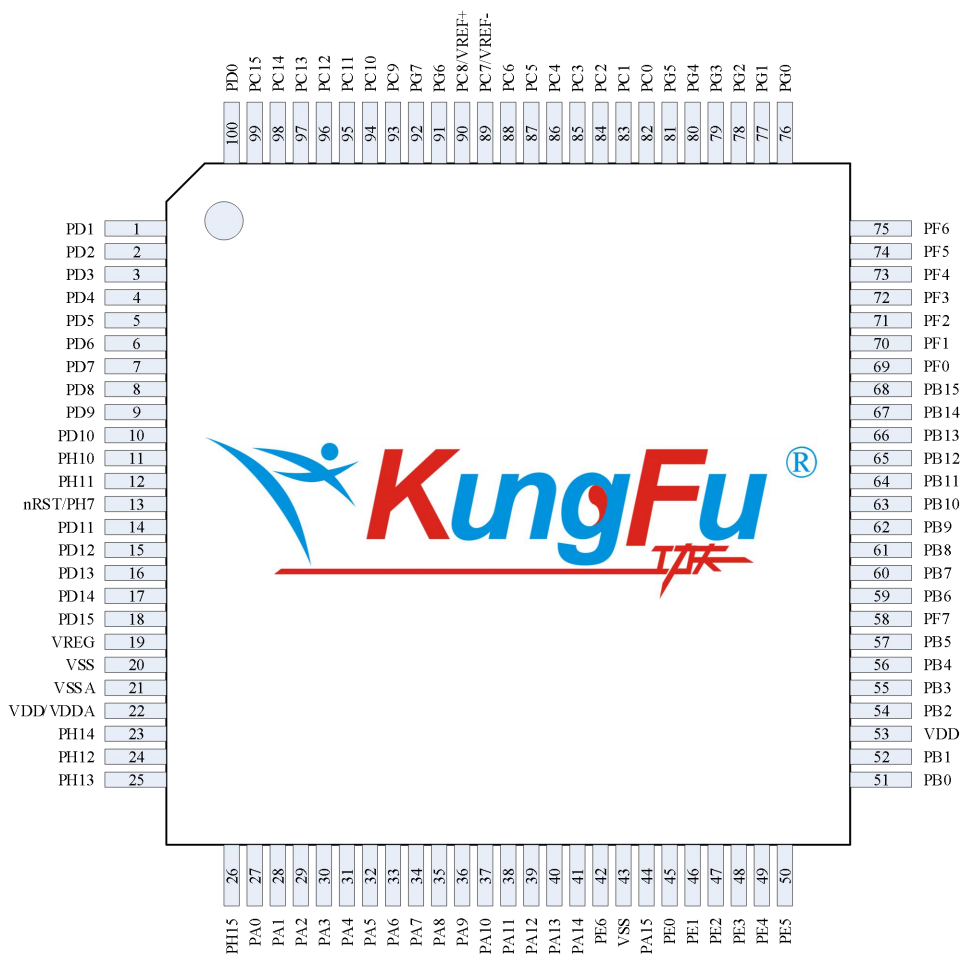 PD0 PC15 PC14 PC13 PC12 PC11 PC10 PC9 PG7 PG6 PC8/VREF+ PC7/VREF- PC6 PC5 PC4 PC3 PC2 PC1 PC0 PG5 PG4 PG3 PG2 PG1 PG0
100 99 98 97 96 95 94 93 92 91 90 89 88 87 86 85 84 83 82 81 80 79 78 77 76
PD1 1 75 PF6
PD2 2 74 PF5
PD3 3 73 PF4
PD4 4 72 PF3
PD5 5 71 PF2
PD6 6 70 PF1
PD7 7 69 PF0
PD8 8 68 PB15
PD9 9 67 PB14
PD10 10 66 PB13
PH10 11 65 PB12
PH11 12 64 PB11
nRST/PH7 13 63 PB10
PD11 14 62 PB9
PD12 15 61 PB8
PD13 16 60 PB7
PD14 17 59 PB6
PD15 18 58 PF7
VREG 19 57 PB5
VSS 20 56 PB4
VSSA 21 55 PB3
VDD/VDDA 22 54 PB2
PH14 23 53 VDD
PH12 24 52 PB1
PH13 25 51 PB0
KungFu ®
功夫
26 27 28 29 30 31 32 33 34 35 36 37 38 39 40 41 42 43 44 45 46 47 48 49 50
PH15 PA0 PA1 PA2 PA3 PA4 PA5 PA6 PA7 PA8 PA9 PA10 PA11 PA12 PA13 PA14 PE6 VSS PA15 PE0 PE1 PE2 PE3 PE4 PE5